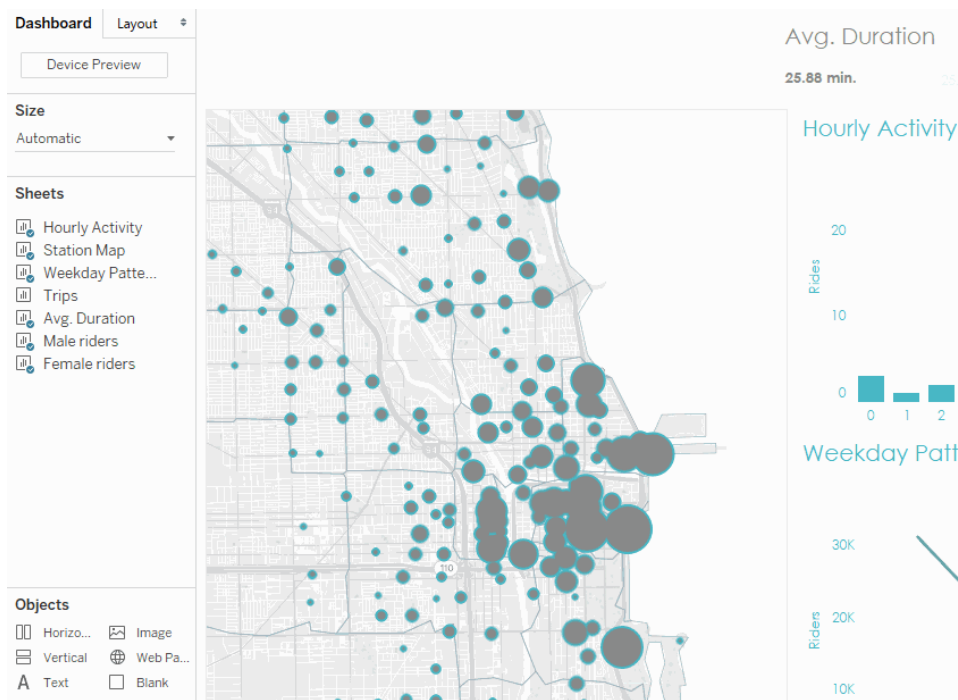 Dashboard
Layout
Device Preview
Size
Automatic
Sheets
Hourly Activity
Station Map
Weekday Patte...
Trips
Avg. Duration
Male riders
Female riders
Objects
Horizo...
Image
Vertical
Web Pa...
A Text
Blank
110
Avg. Duration
25.88 min.
Hourly Activity
20
10
0
Rides
0 1 2
Weekday Patt
30K
20K
10K
Riders